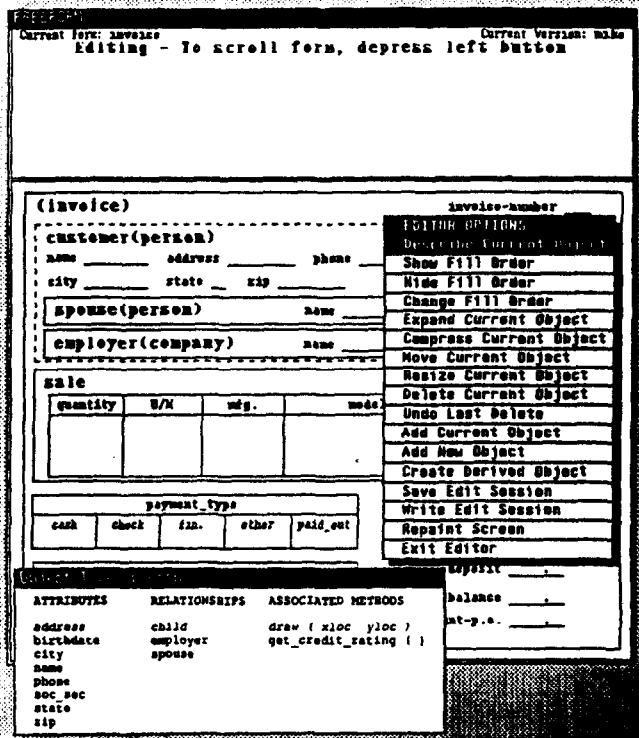 FREEFORM
Current Form: invoice Current Version: mike
Editing - To scroll form, depress left button
(invoice) invoice-number
customer(person)
name address phone
city state zip
spouse(person) name
employer(company) name
sale
quantity U/M mfg. model
payment_type
cash check fin. other paid_out
EDITOR OPTIONS
Describe Current Object
Show Fill Order
Hide Fill Order
Change Fill Order
Expand Current Object
Compress Current Object
Move Current Object
Resize Current Object
Delete Current Object
Undo Last Delete
Add Current Object
Add New Object
Create Derived Object
Save Edit Session
Write Edit Session
Repaint Screen
Exit Editor
deposit
balance
nt-p.e.
ATTRIBUTES RELATIONSHIPS ASSOCIATED METHODS
address child draw ( xloc yloc )
birthdate employer get_credit_rating ( )
city spouse
name
phone
soc_sec
state
zip